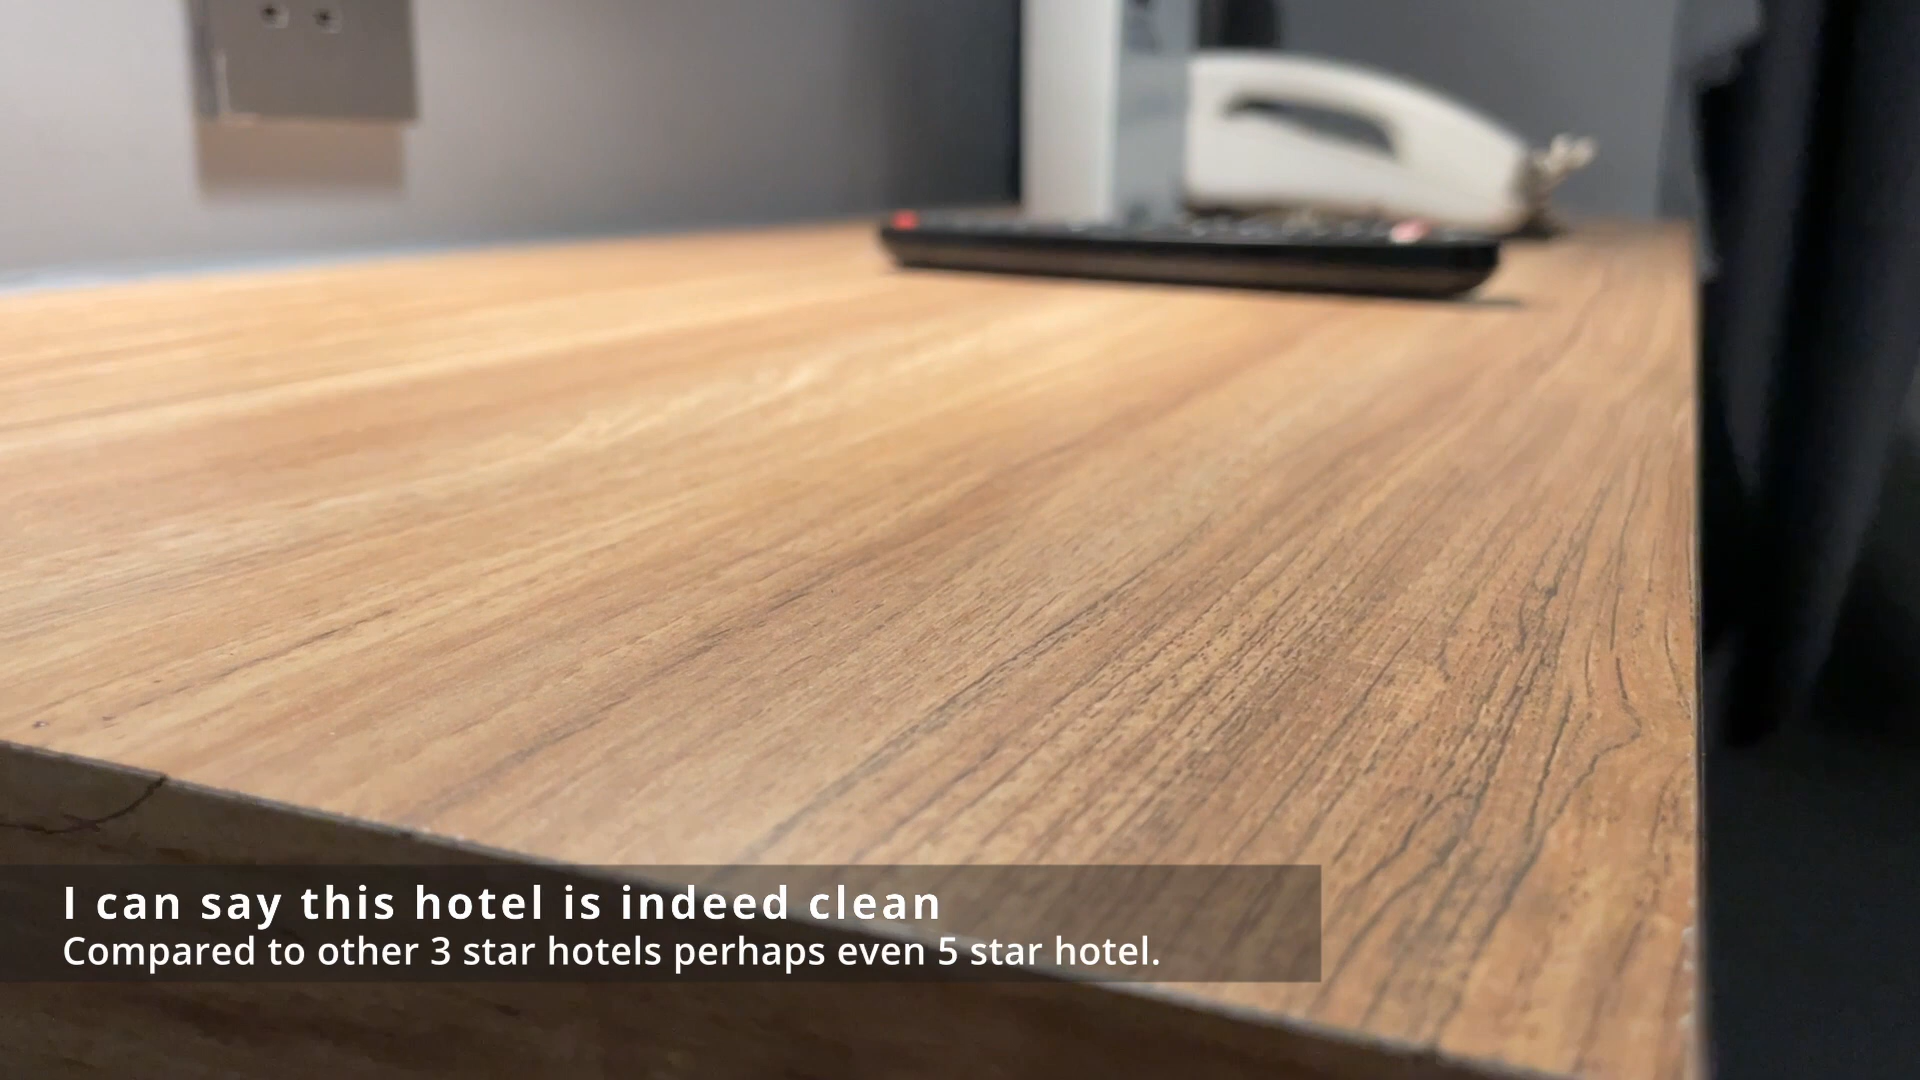 I can say this hotel is indeed clean
Compared to other 3 star hotels perhaps even 5 star hotel.